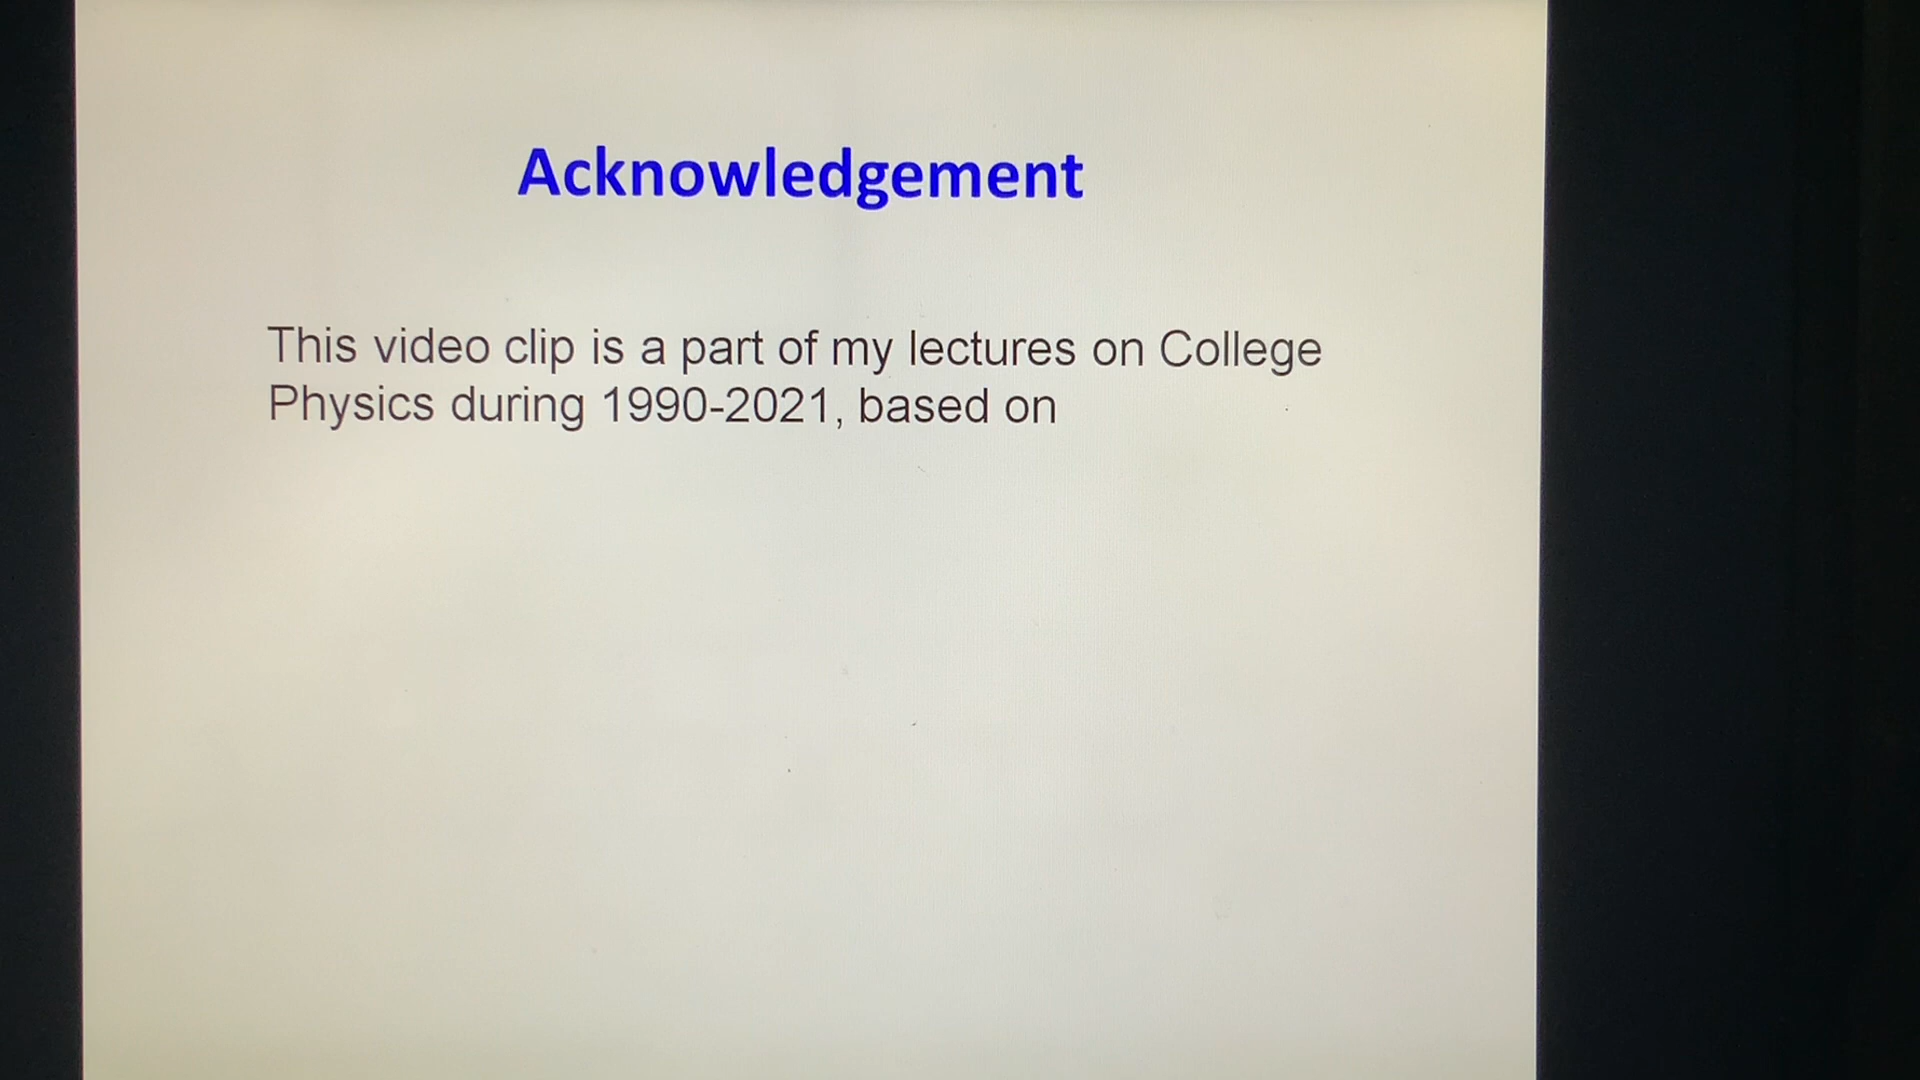 Acknowledgement
This video clip is a part of my lectures on College
Physics during 1990-2021, based on